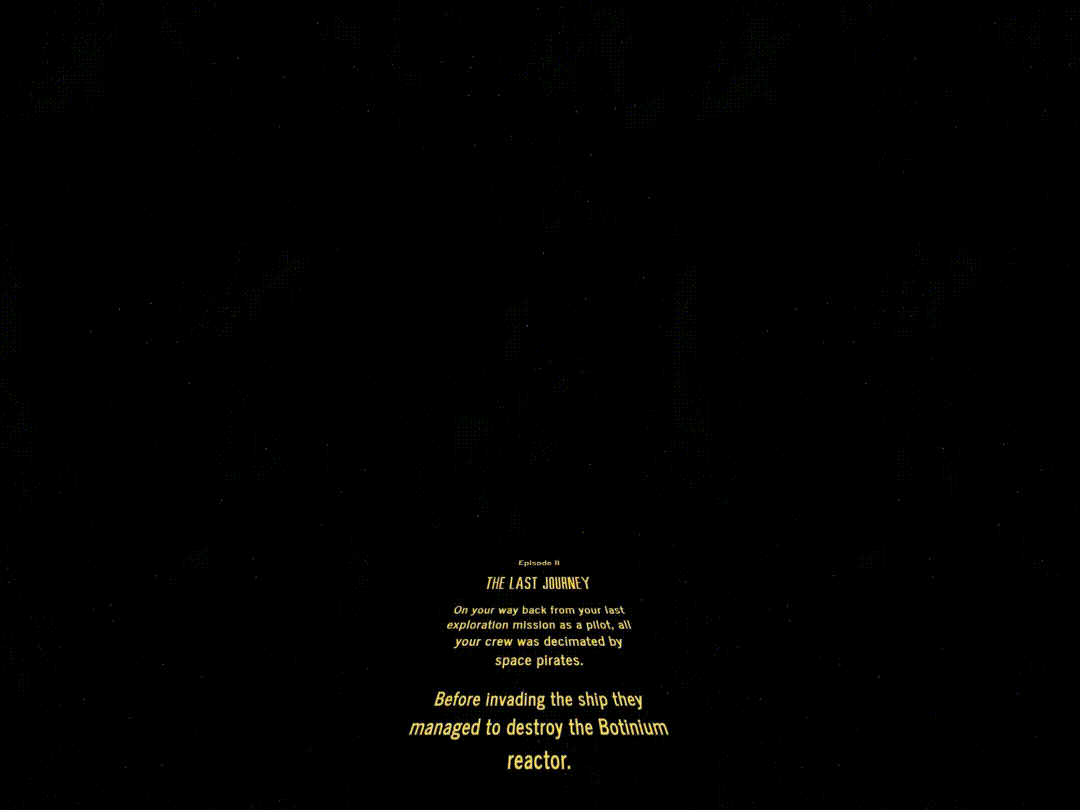 Episode II
THE LAST JOURNEY
On your way back from your last
exploration mission as a pilot, all
your crew was decimated by
space pirates.
Before invading the ship they
managed to destroy the Botinium
reactor.